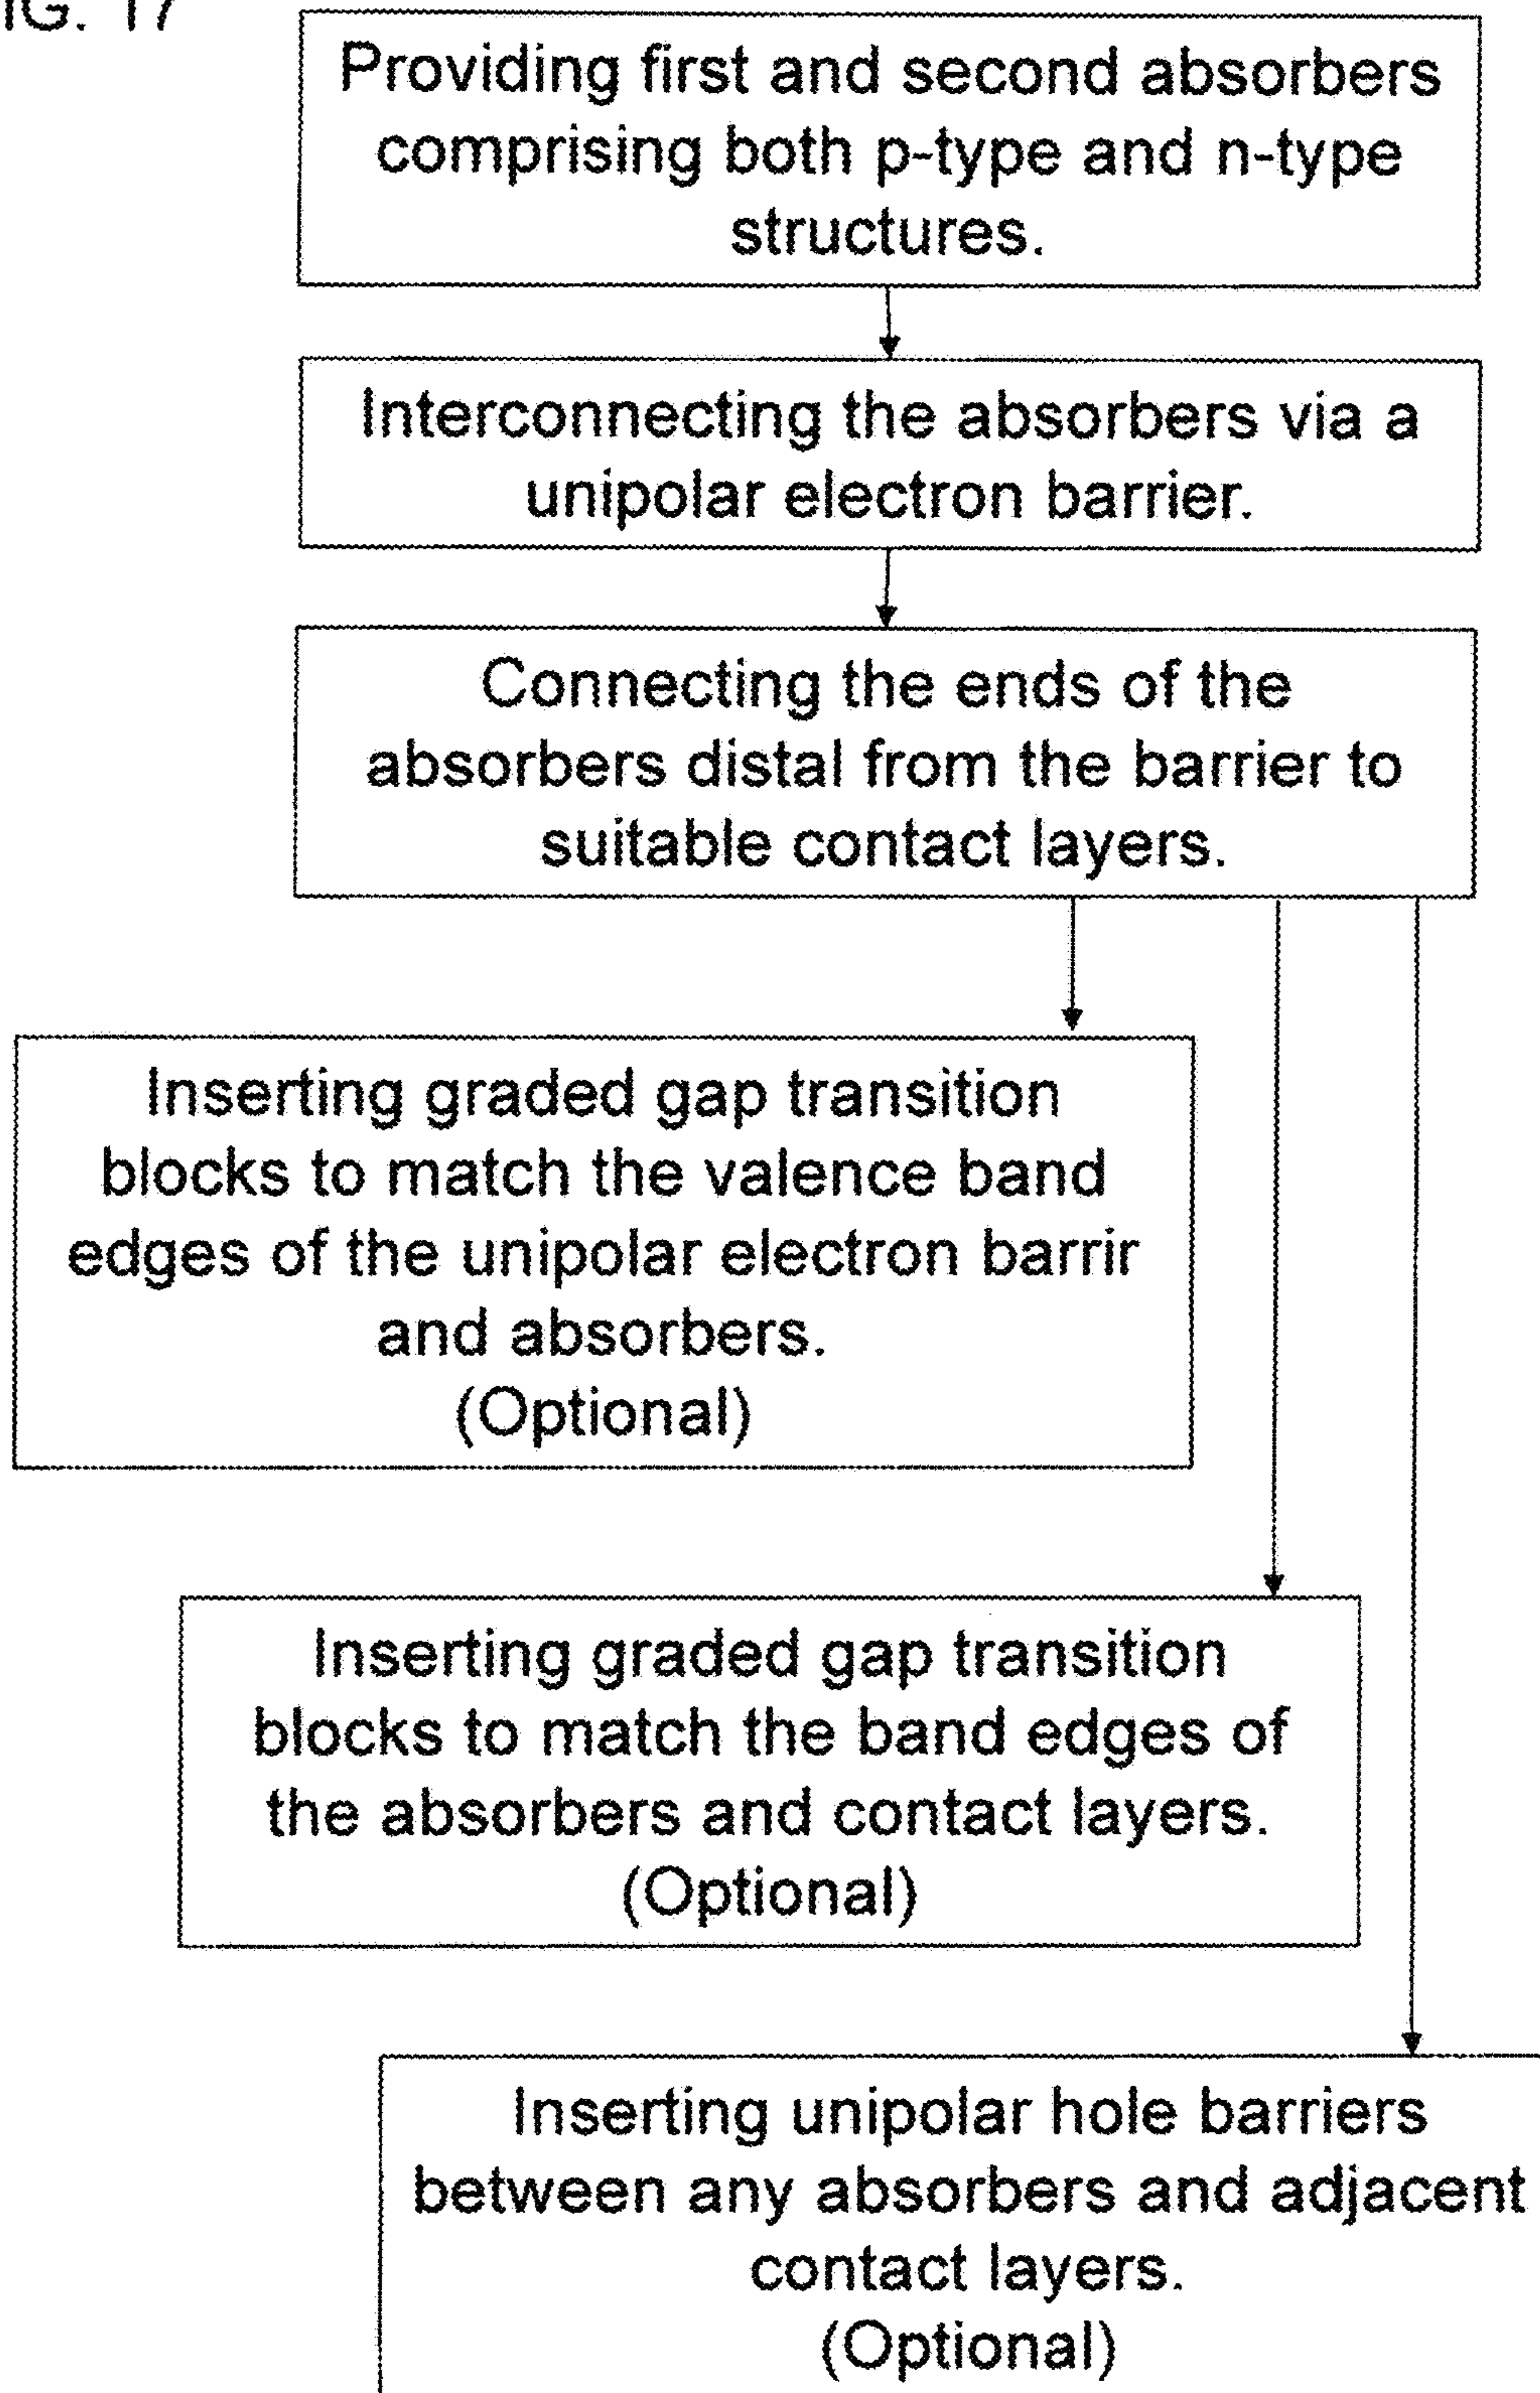 IG. 17
Providing first and second absorbers
comprising both p-type and n-type
structures.
Interconnecting the absorbers via a
unipolar electron barrier.
Connecting the ends of the
absorbers distal from the barrier to
suitable contact layers.
Inserting graded gap transition
blocks to match the valence band
edges of the unipolar electron barrir
and absorbers.
(Optional)
Inserting graded gap transition
blocks to match the band edges of
the absorbers and contact layers.
(Optional)
Inserting unipolar hole barriers
between any absorbers and adjacent
contact layers.
(Optional)